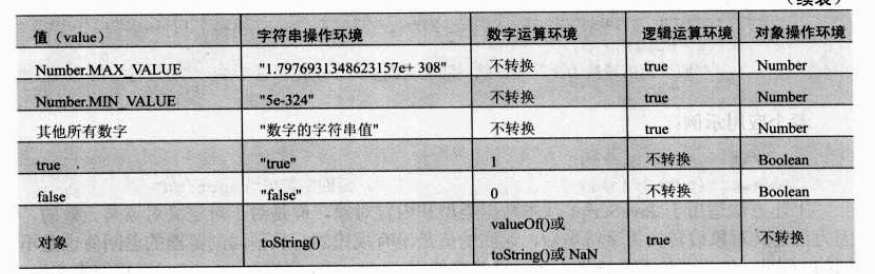 （续表）
值（value） 字符串操作环境 数字运算环境 逻辑运算环境 对象操作环境
Number.MAX_VALUE "1.7976931348623157e+ 308" 不转换 true Number
Number.MIN_VALUE "5e-324" 不转换 true Number
其他所有数字 "数字的字符串值" 不转换 true Number
true "true" 1 不转换 Boolean
false "false" 0 不转换 Boolean
对象 toString() valueOf()或 true 不转换
toString()或 NaN